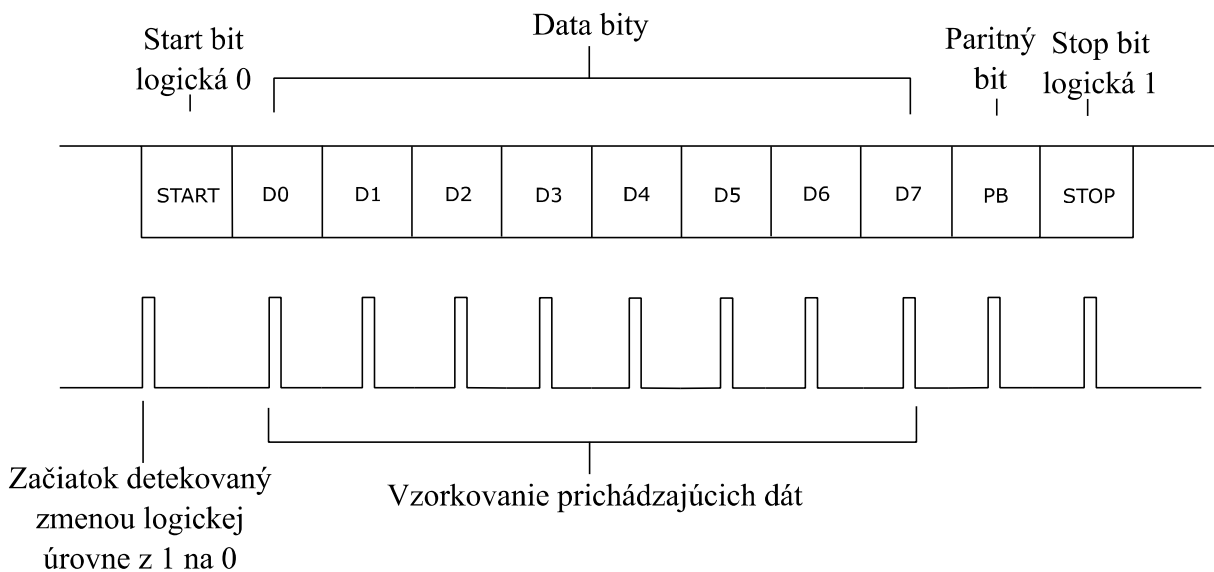 Start bit
logická 0
Data bity
Paritný
bit
Stop bit
logická 1
START D0 D1 D2 D3 D4 D5 D6 D7 PB STOP
Začiatok detekovaný
zmenou logickej
úrovne z 1 na 0
Vzorkovanie prichádzajúcich dát